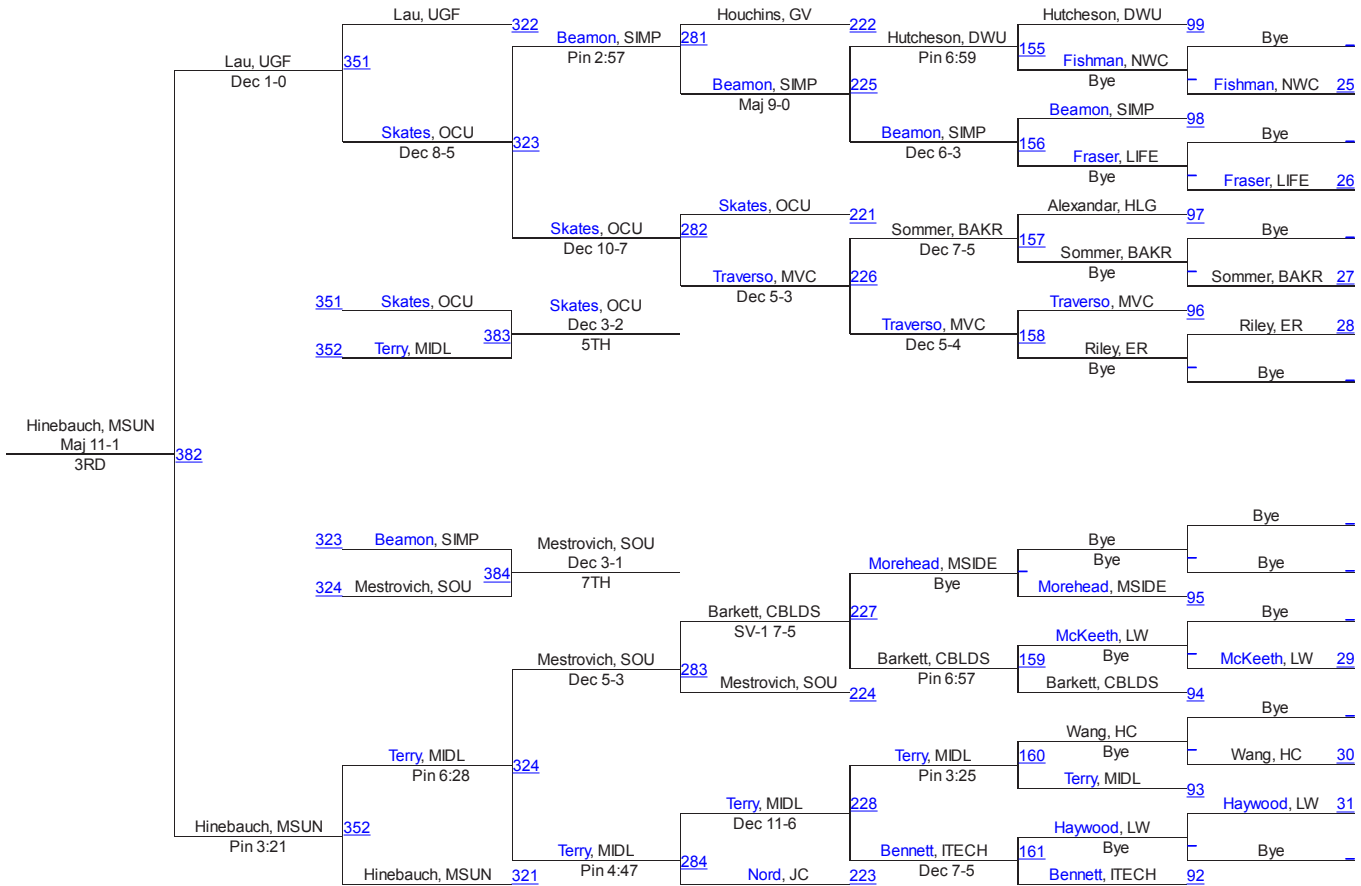 Lau, UGF
322
Houchins, GV
222
Hutcheson, DWU
99
Beamon, SIMP
281
Hutcheson, DWU
Bye
Pin 2:57
155
Pin 6:59
Fishman, NWC
Lau, UGF
351
Bye
Dec 1-0
Beamon, SIMP
225
Fishman, NWC
25
Maj 9-0
Beamon, SIMP
98
Skates, OCU
Beamon, SIMP
Bye
Dec 8-5
323
Dec 6-3
156
Fraser, LIFE
Bye
Fraser, LIFE
26
Skates, OCU
221
Alexandar, HLG
97
Skates, OCU
282
Sommer, BAKR
Bye
Dec 10-7
Dec 7-5
157
Sommer, BAKR
Bye
Traverso, MVC
226
Sommer, BAKR
27
Dec 5-3
351
Skates, OCU
Skates, OCU
Traverso, MVC
96
Dec 3-2
Traverso, MVC
Riley, ER
28
383
5TH
Dec 5-4
158
352
Terry, MIDL
Riley, ER
Bye
Bye
Hinebauch, MSUN
Maj 11-1
382
3RD
Bye
323
Beamon, SIMP
Mestrovich, SOU
Bye
Dec 3-1
Morehead, MSIDE
Bye
Bye
384
7TH
Bye
324
Mestrovich, SOU
Morehead, MSIDE
95
Barkett, CBLDS
227
Bye
SV-1 7-5
McKeeth, LW
Mestrovich, SOU
Barkett, CBLDS
159
Bye
McKeeth, LW
29
Dec 5-3
283
Pin 6:57
Mestrovich, SOU
224
Barkett, CBLDS
94
Bye
Wang, HC
Terry, MIDL
324
Terry, MIDL
160
Bye
Wang, HC
30
Pin 6:28
Pin 3:25
Terry, MIDL
93
Terry, MIDL
228
Haywood, LW
31
Dec 11-6
Hinebauch, MSUN
352
Haywood, LW
Pin 3:21
Bye
Terry, MIDL
284
Bennett, ITECH
161
Bye
Pin 4:47
Dec 7-5
Hinebauch, MSUN
321
Nord, JC
223
Bennett, ITECH
92